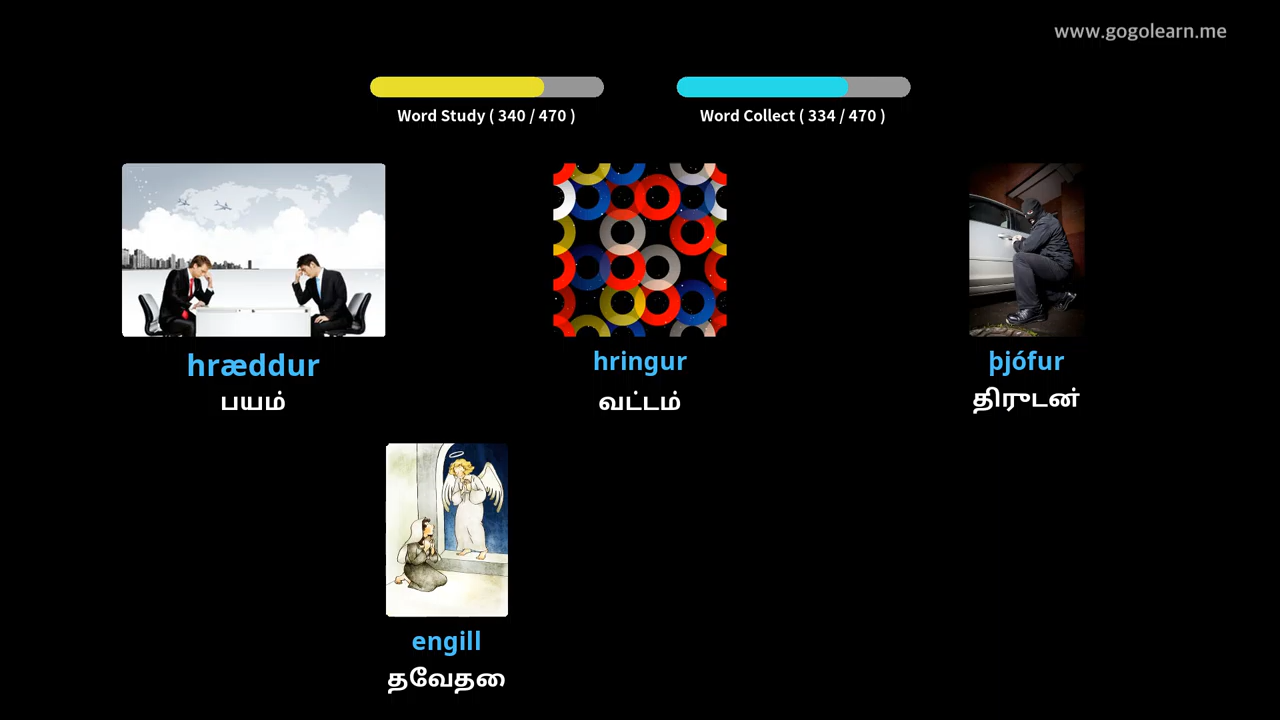 www.gogolearn.me
Word Study ( 340 / 470 )
Word Collect ( 334 / 470 )
hræddur
பயம்
hringur
வட்டம்
þjófur
திருடன்
engill
தவேதை